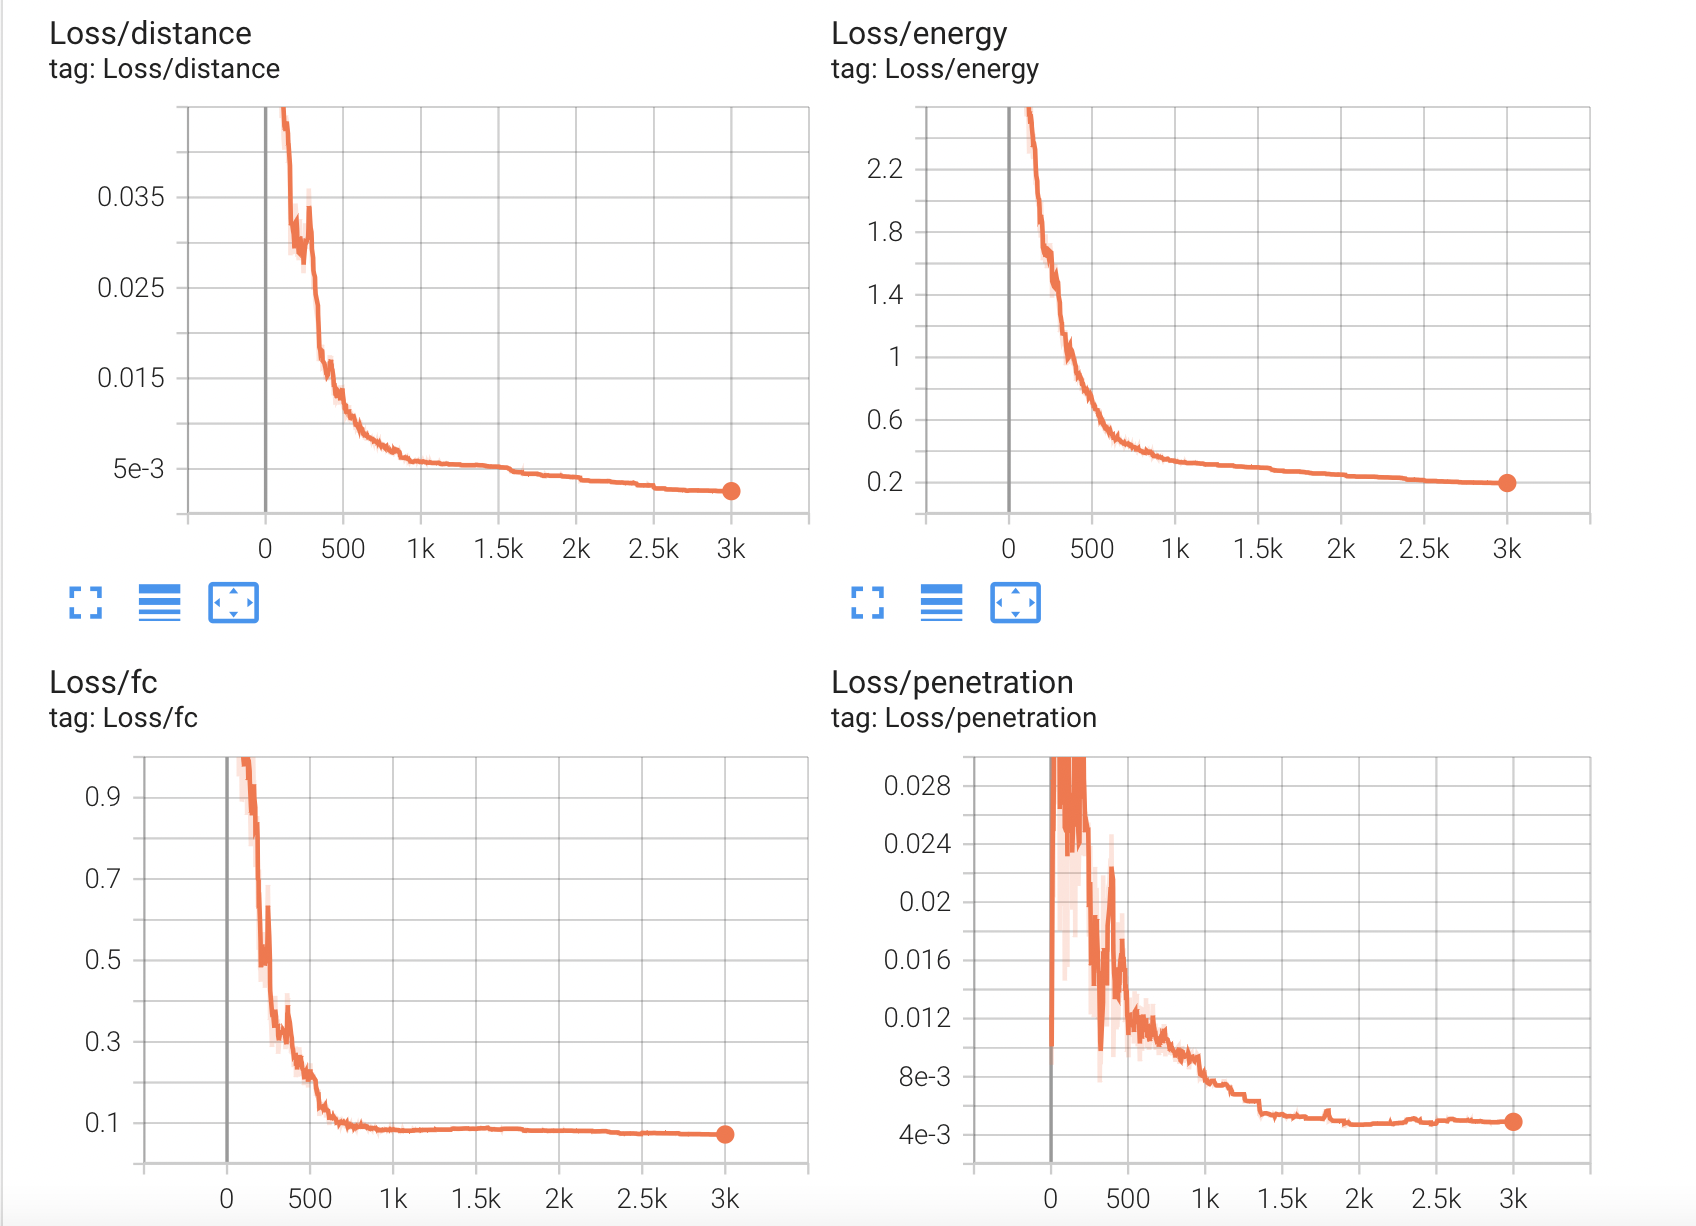 Loss/distance
tag: Loss/distance
0.035
0.025
0.015
5e-3
0 500 1k 1.5k 2k 2.5k 3k
Loss/energy
tag: Loss/energy
2.2
1.8
1.4
1
0.6
0.2
0 500 1k 1.5k 2k 2.5k 3k
Loss/fc
tag: Loss/fc
0.9
0.7
0.5
0.3
0.1
0 500 1k 1.5k 2k 2.5k 3k
Loss/penetration
tag: Loss/penetration
0.028
0.024
0.02
0.016
0.012
8e-3
4e-3
0 500 1k 1.5k 2k 2.5k 3k